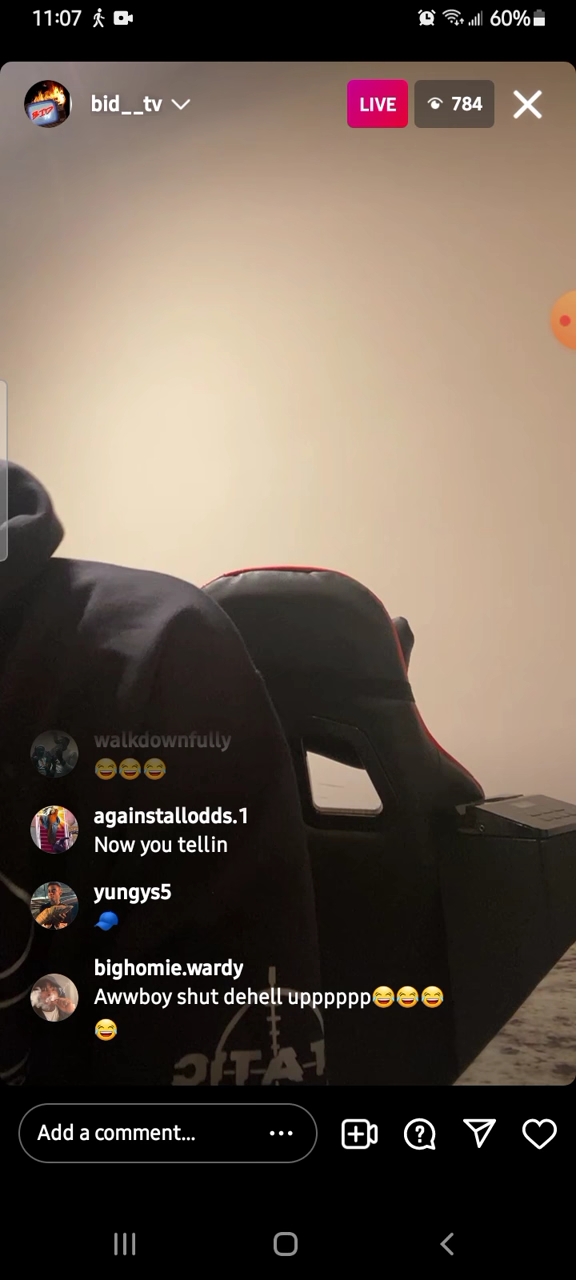 11:07
60%
bid__tv
LIVE
784
walkdownfully
😂😂😂
againstallodds.1
Now you tellin
yungys5
🧢
bighomie.wardy
Awwboy shut dehell upppppp😂😂😂
😂
Add a comment...